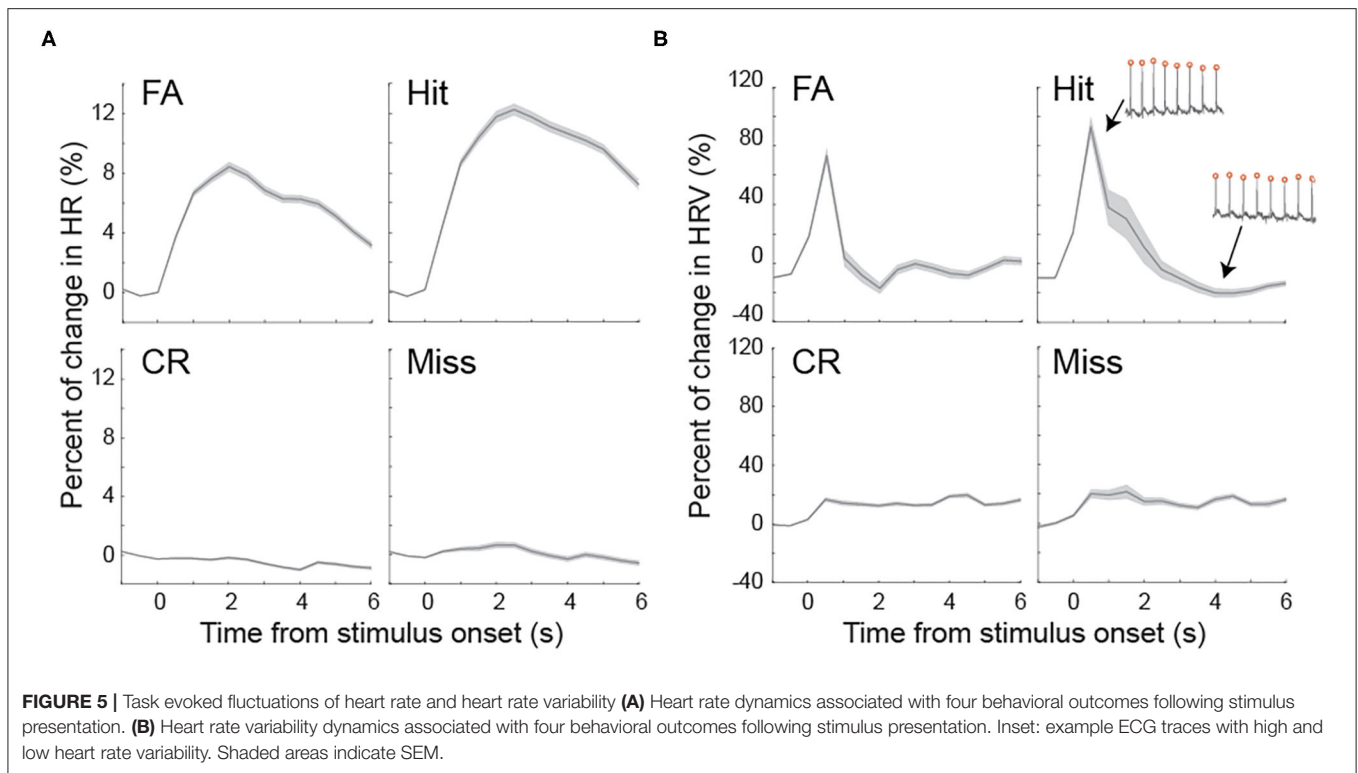 A
B
FA
Hit
12
8
4
0
Percent of change in HR (%)
CR
Miss
12
8
4
0
0
2
4
6
0
2
4
6
Time from stimulus onset (s)
FA
Hit
120
80
40
0
-40
Percent of change in HRV (%)
CR
Miss
120
80
40
0
-40
0
2
4
6
0
2
4
6
Time from stimulus onset (s)
FIGURE 5 | Task evoked fluctuations of heart rate and heart rate variability (A) Heart rate dynamics associated with four behavioral outcomes following stimulus
presentation. (B) Heart rate variability dynamics associated with four behavioral outcomes following stimulus presentation. Inset: example ECG traces with high and
low heart rate variability. Shaded areas indicate SEM.